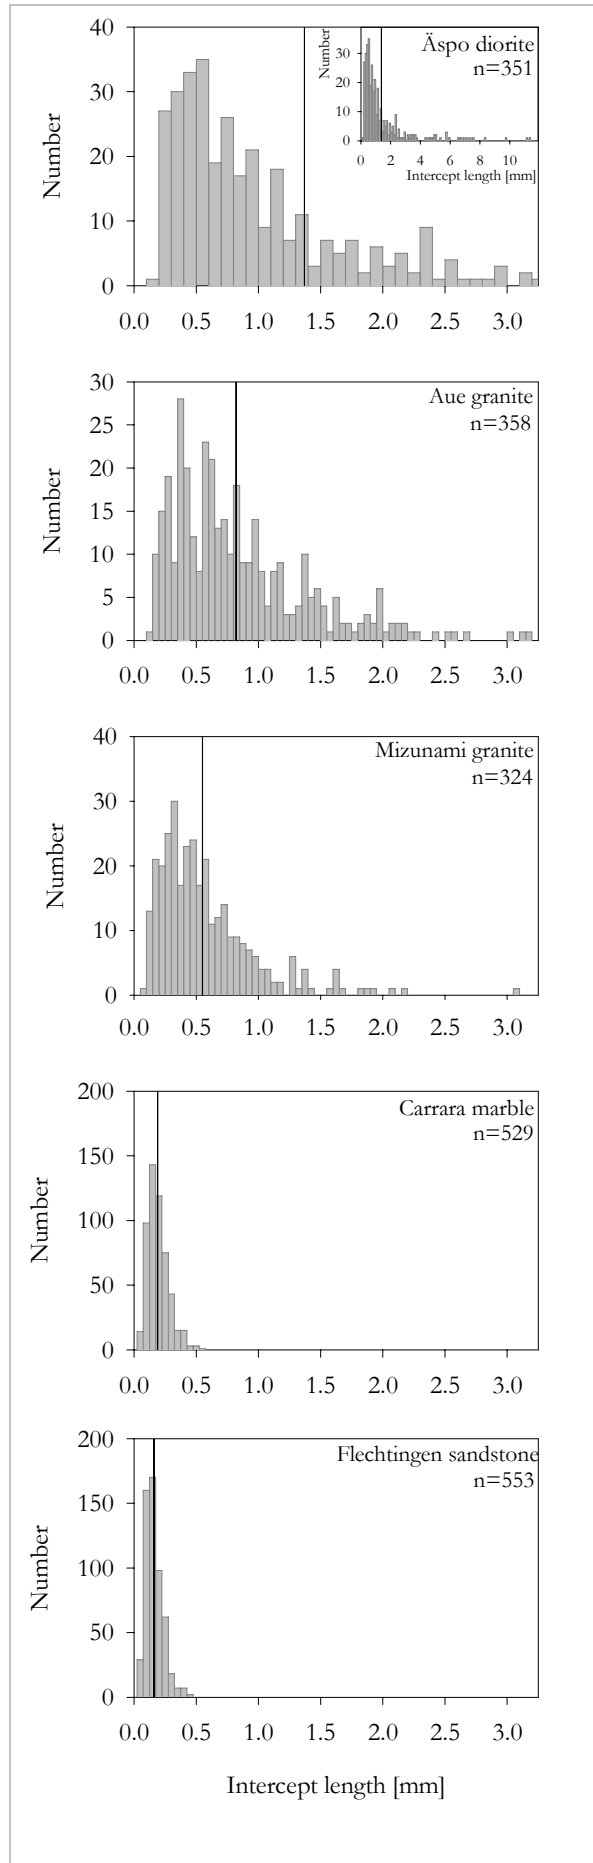 40
30
20
10
0
Number
0.0 0.5 1.0 1.5 2.0 2.5 3.0
Äspo diorite
n=351
30
20
10
0
Number
0 2 4 6 8 10
Intercept length [mm]
30
25
20
15
10
5
0
Number
0.0 0.5 1.0 1.5 2.0 2.5 3.0
Aue granite
n=358
40
30
20
10
0
Number
0.0 0.5 1.0 1.5 2.0 2.5 3.0
Mizunami granite
n=324
200
150
100
50
0
Number
0.0 0.5 1.0 1.5 2.0 2.5 3.0
Carrara marble
n=529
200
150
100
50
0
Number
0.0 0.5 1.0 1.5 2.0 2.5 3.0
Flechtingen sandstone
n=553
Intercept length [mm]